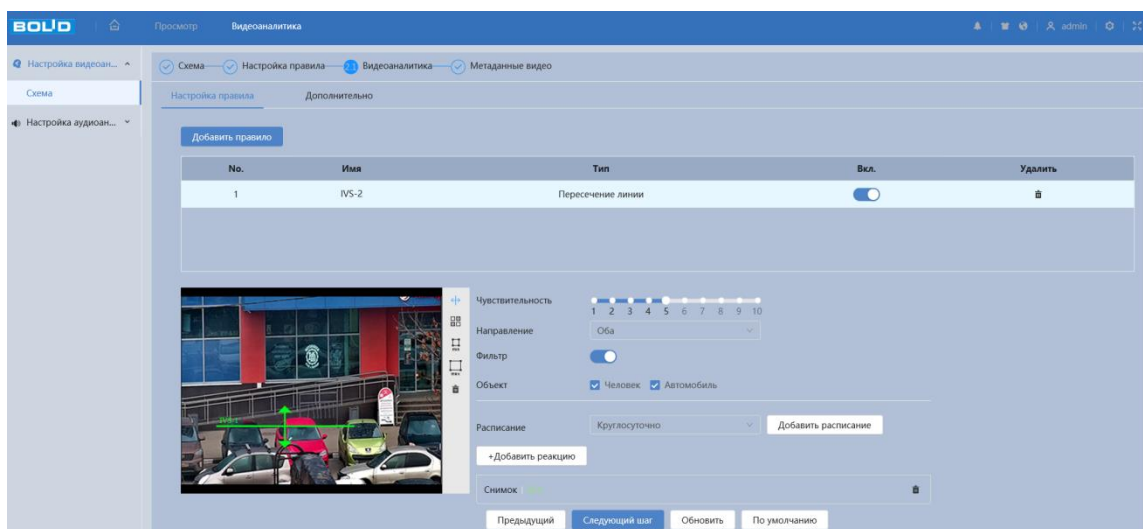 BOLID Просмотр Видеоаналитика admin
Настройка видеоан...
Схема
Настройка аудиоан...
Схема Настройка правила 2.1 Видеоаналитика Метаданные видео
Настройка правила Дополнительно
Добавить правило
No. Имя Тип Вкл. Удалить
1 IVS-2 Пересечение линии
Чувствительность
1 2 3 4 5 6 7 8 9 10
Направление Оба
Фильтр
Объект Человек Автомобиль
Расписание Круглосуточно Добавить расписание
+Добавить реакцию
Снимок
Предыдущий Следующий шаг Обновить По умолчанию